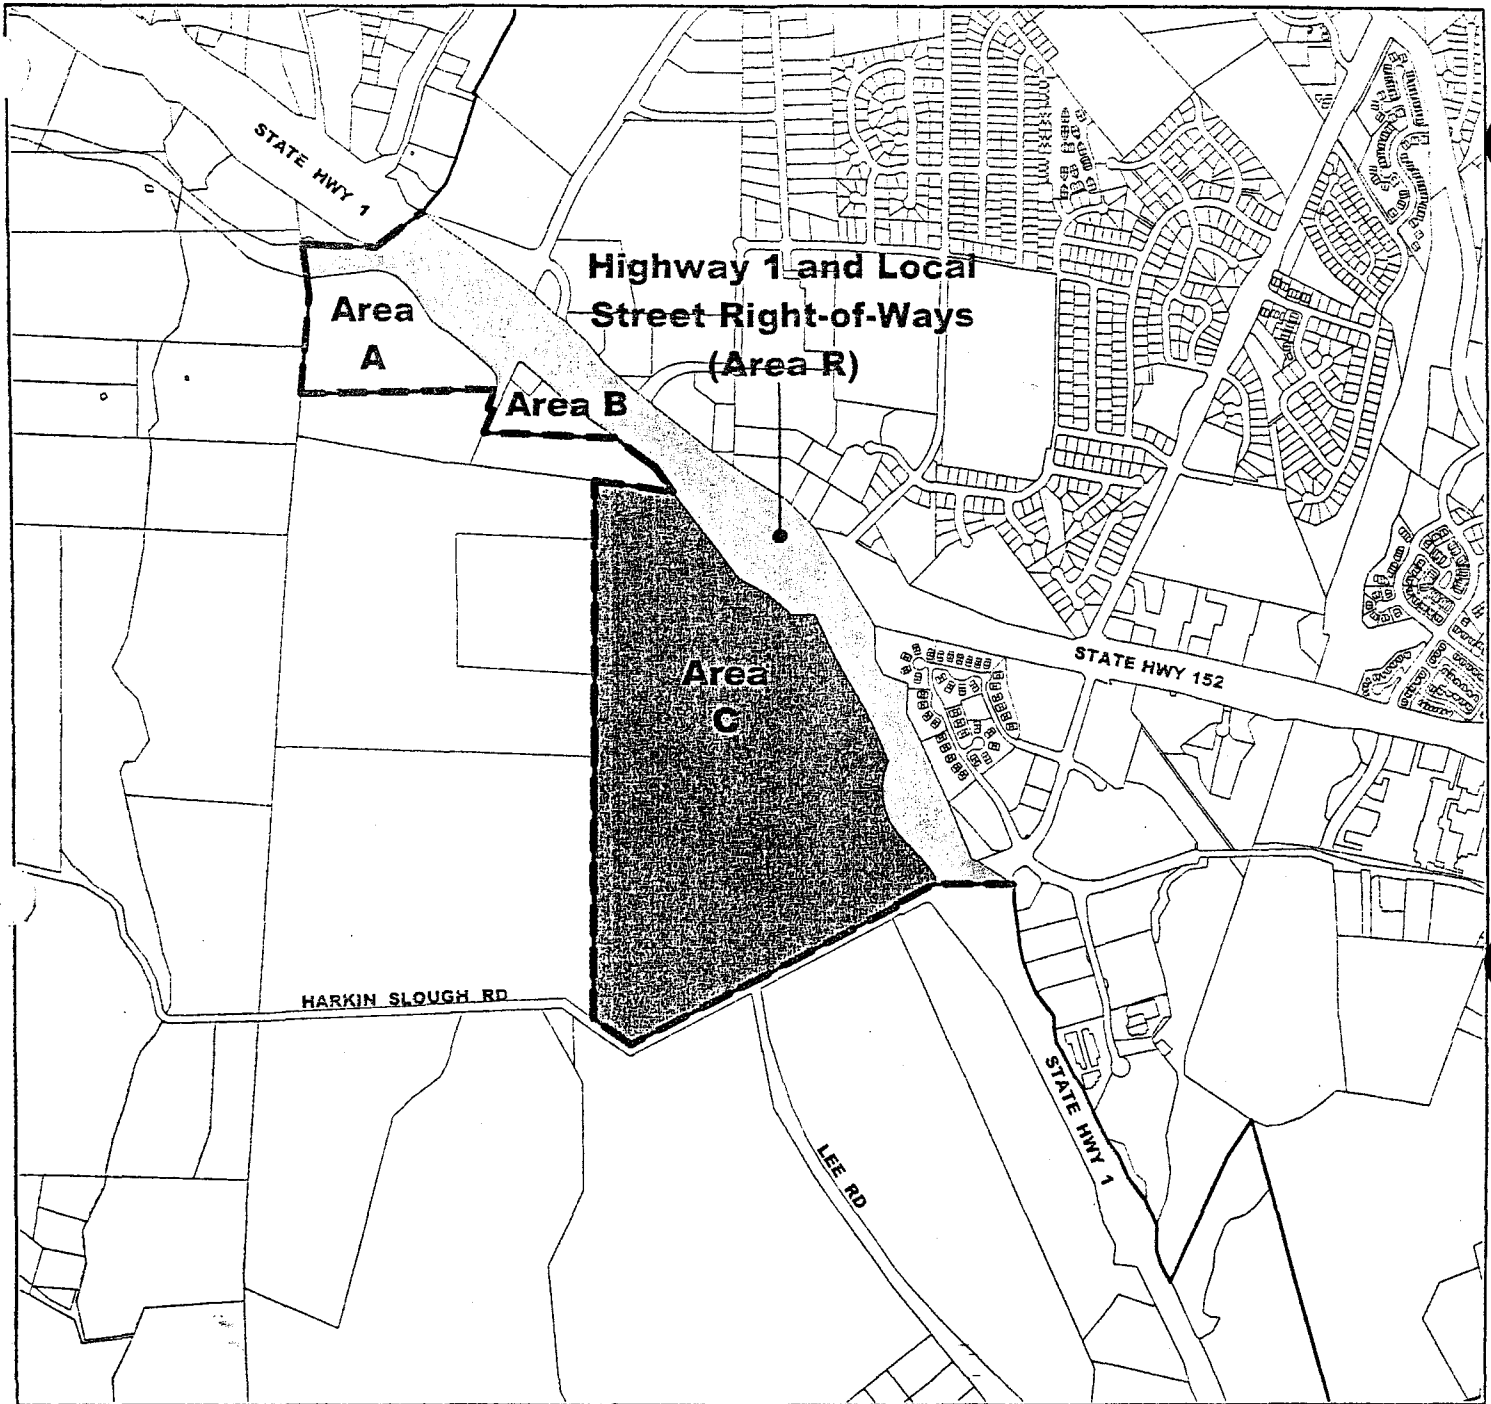 STATE HWY 1
Highway 1 and Local
Street Right-of-Ways
(Area R)
Area
A
Area B
Area
C
STATE HWY 152
HARKIN SLOUGH RD
STATE HWY 1
LEE RD